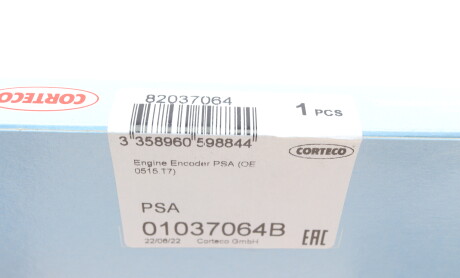 CORTECO
82037064
1 PCS
3 358960 598844
CORTECO
Engine Encoder PSA (OE
0515.T7)
PSA
01037064B
22/06/22 Corteco GmbH
EAC